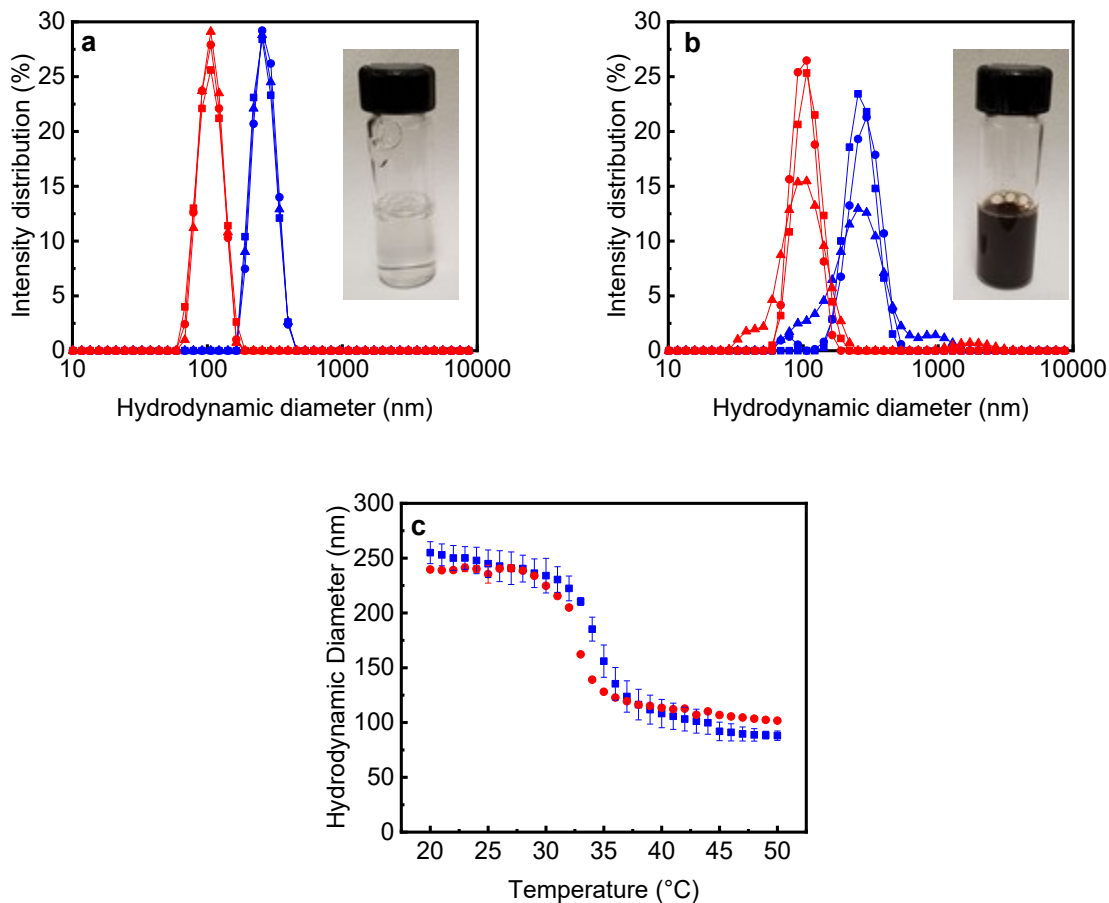 a
Intensity distribution (%)
30
25
20
15
10
5
0
10 100 1000 10000
Hydrodynamic diameter (nm)
b
Intensity distribution (%)
30
25
20
15
10
5
0
10 100 1000 10000
Hydrodynamic diameter (nm)
c
Hydrodynamic Diameter (nm)
300
250
200
150
100
50
0
20 25 30 35 40 45 50
Temperature (°C)